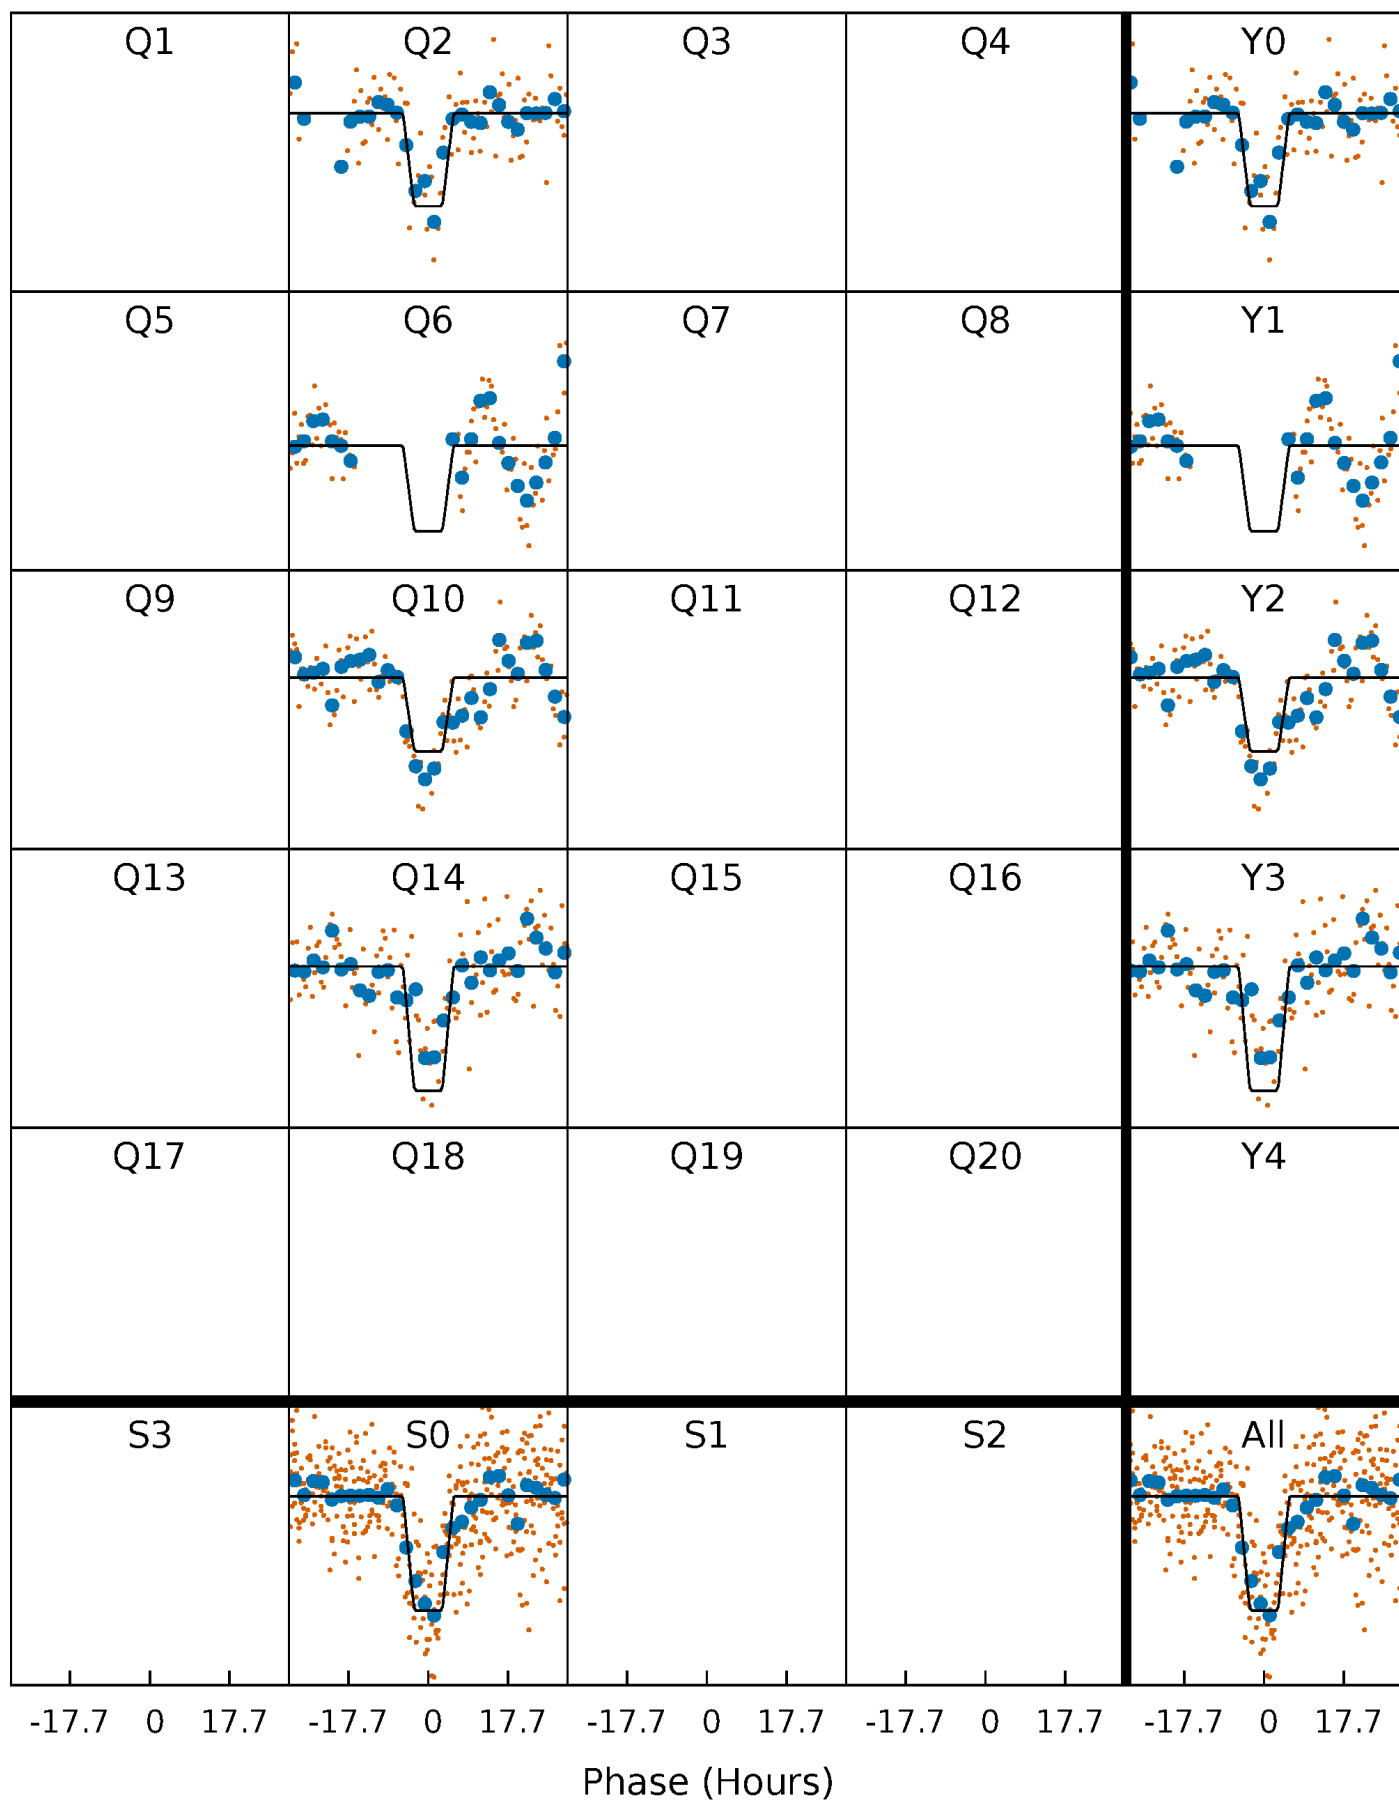 Q1 Q2 Q3 Q4 Y0
Q5 Q6 Q7 Q8 Y1
Q9 Q10 Q11 Q12 Y2
Q13 Q14 Q15 Q16 Y3
Q17 Q18 Q19 Q20 Y4
S3 S0 S1 S2 All
-17.7 0 17.7 -17.7 0 17.7 -17.7 0 17.7 -17.7 0 17.7 -17.7 0 17.7
Phase (Hours)